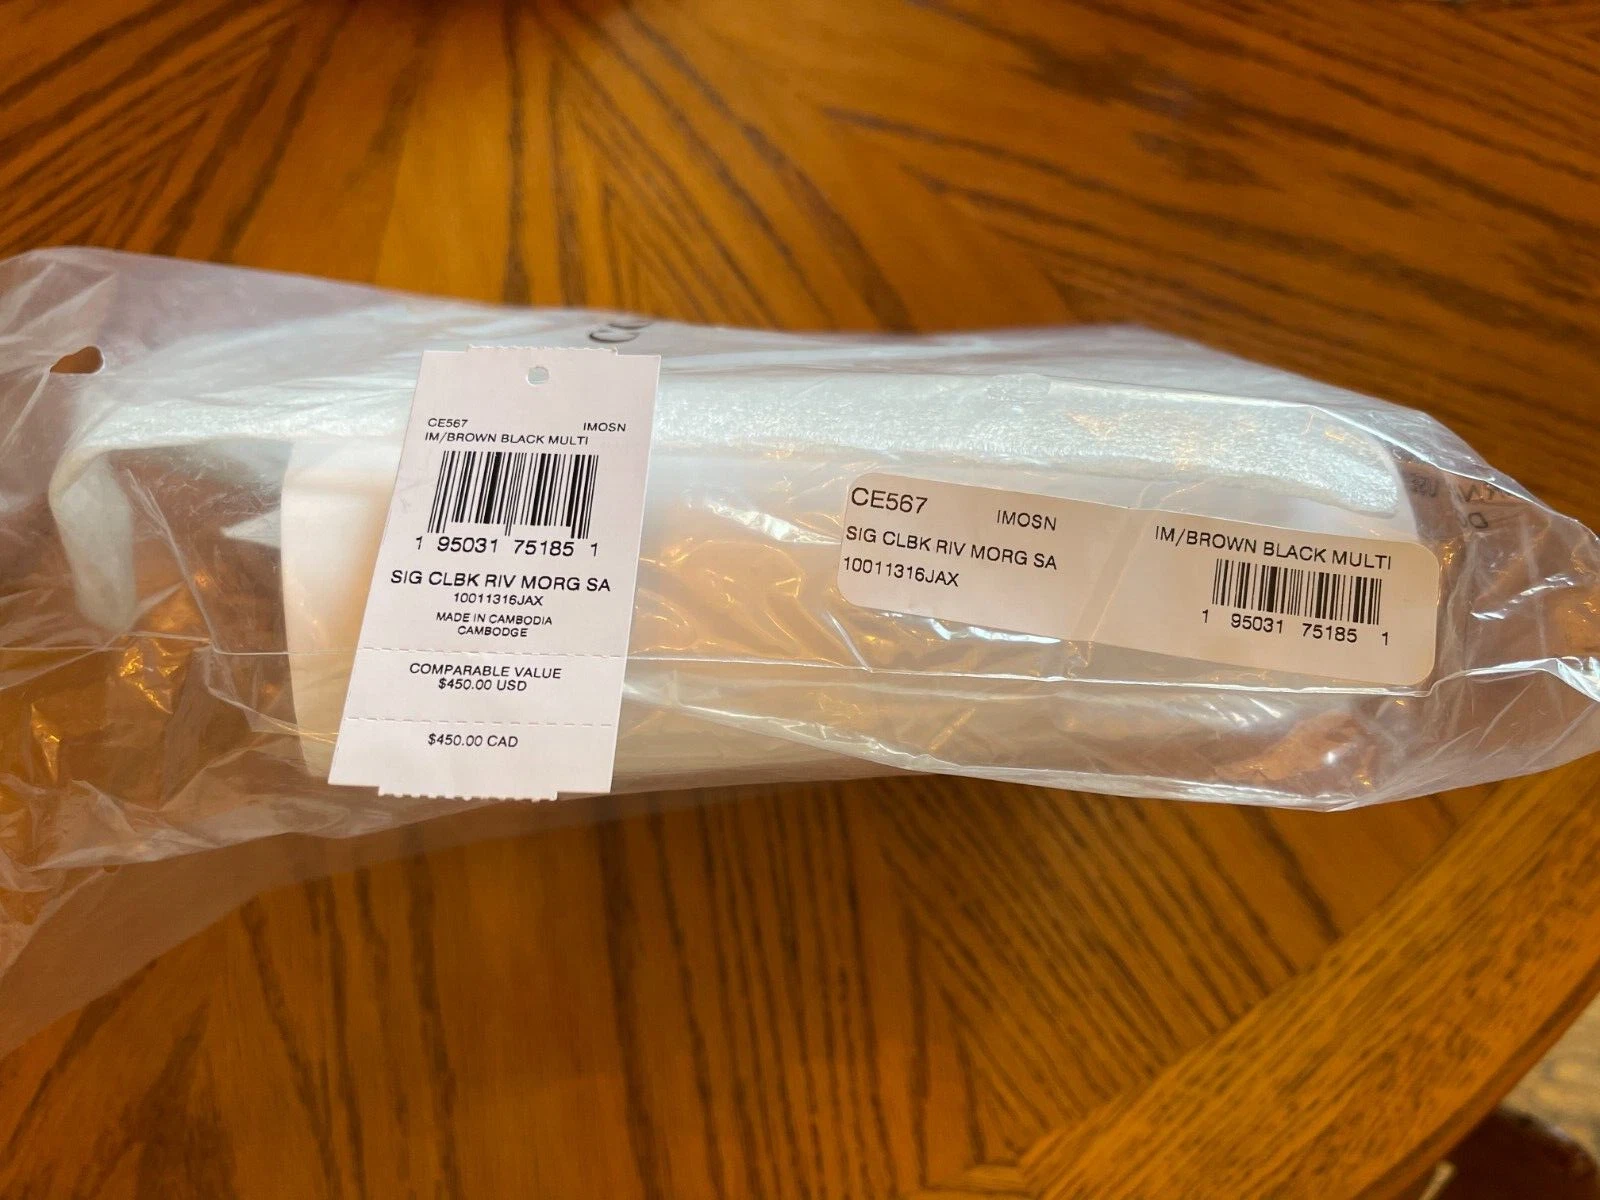 CE567 IMOSN
IM/BROWN BLACK MULTI
1 95031 75185 1
SIG CLBK RIV MORG SA
10011316JAX
MADE IN CAMBODIA
CAMBODGE
COMPARABLE VALUE
$450.00 USD
$450.00 CAD
CE567 IMOSN
SIG CLBK RIV MORG SA
10011316JAX
IM/BROWN BLACK MULTI
1 95031 75185 1